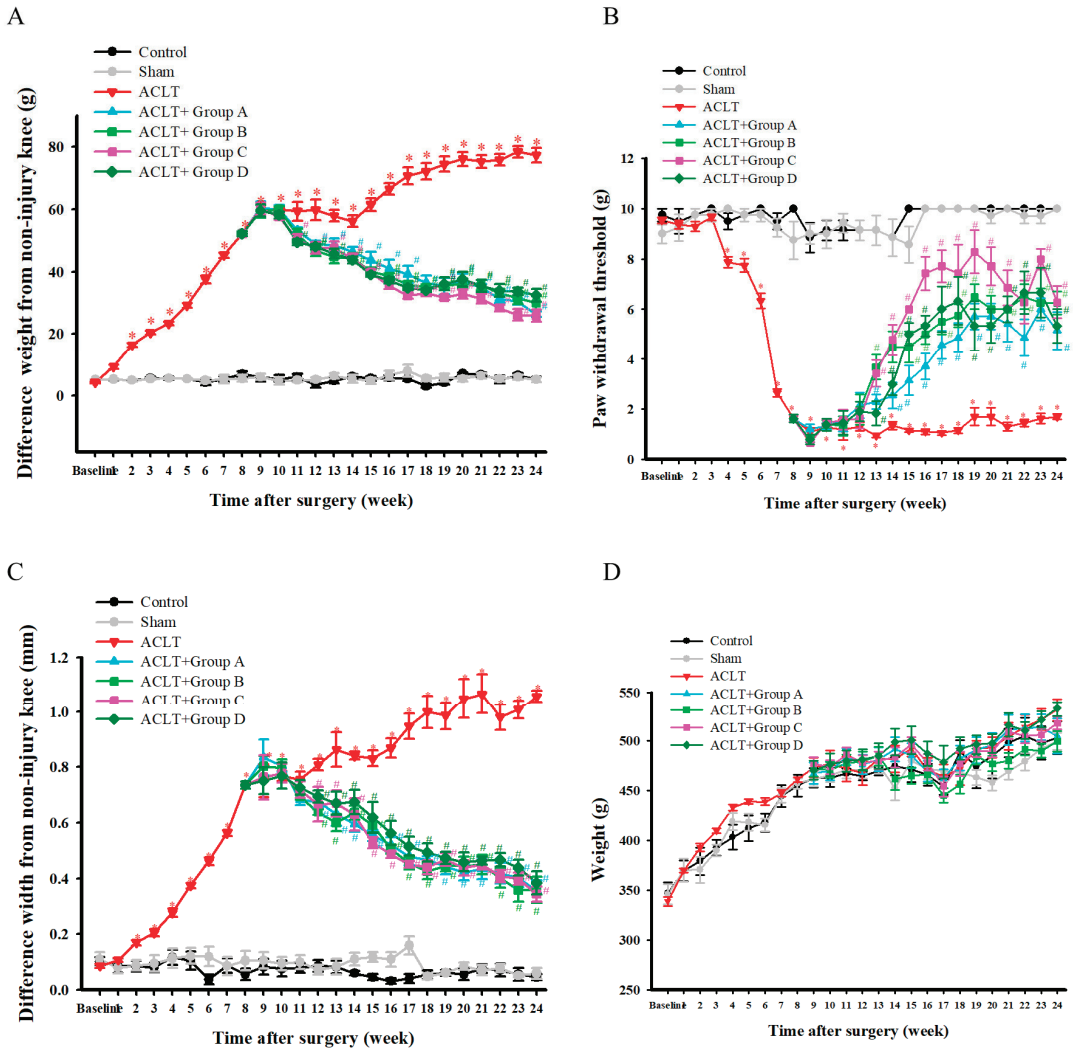 A
Control
Sham
ACLT
ACLT+ Group A
ACLT+ Group B
ACLT+ Group C
ACLT+ Group D
Difference weight from non-injury knee (g)
80
60
40
20
0
Baseline 1 2 3 4 5 6 7 8 9 10 11 12 13 14 15 16 17 18 19 20 21 22 23 24
Time after surgery (week)
B
Control
Sham
ACLT
ACLT+Group A
ACLT+Group B
ACLT+Group C
ACLT+Group D
Paw withdrawal threshold (g)
12
10
8
6
4
2
0
Baseline 1 2 3 4 5 6 7 8 9 10 11 12 13 14 15 16 17 18 19 20 21 22 23 24
Time after surgery (week)
C
Control
Sham
ACLT
ACLT+Group A
ACLT+Group B
ACLT+Group C
ACLT+Group D
Difference width from non-injury knee (mm)
1.2
1.0
0.8
0.6
0.4
0.2
0.0
Baseline 1 2 3 4 5 6 7 8 9 10 11 12 13 14 15 16 17 18 19 20 21 22 23 24
Time after surgery (week)
D
Control
Sham
ACLT
ACLT+Group A
ACLT+Group B
ACLT+Group C
ACLT+Group D
Weight (g)
550
500
450
400
350
300
250
Baseline 1 2 3 4 5 6 7 8 9 10 11 12 13 14 15 16 17 18 19 20 21 22 23 24
Time after surgery (week)